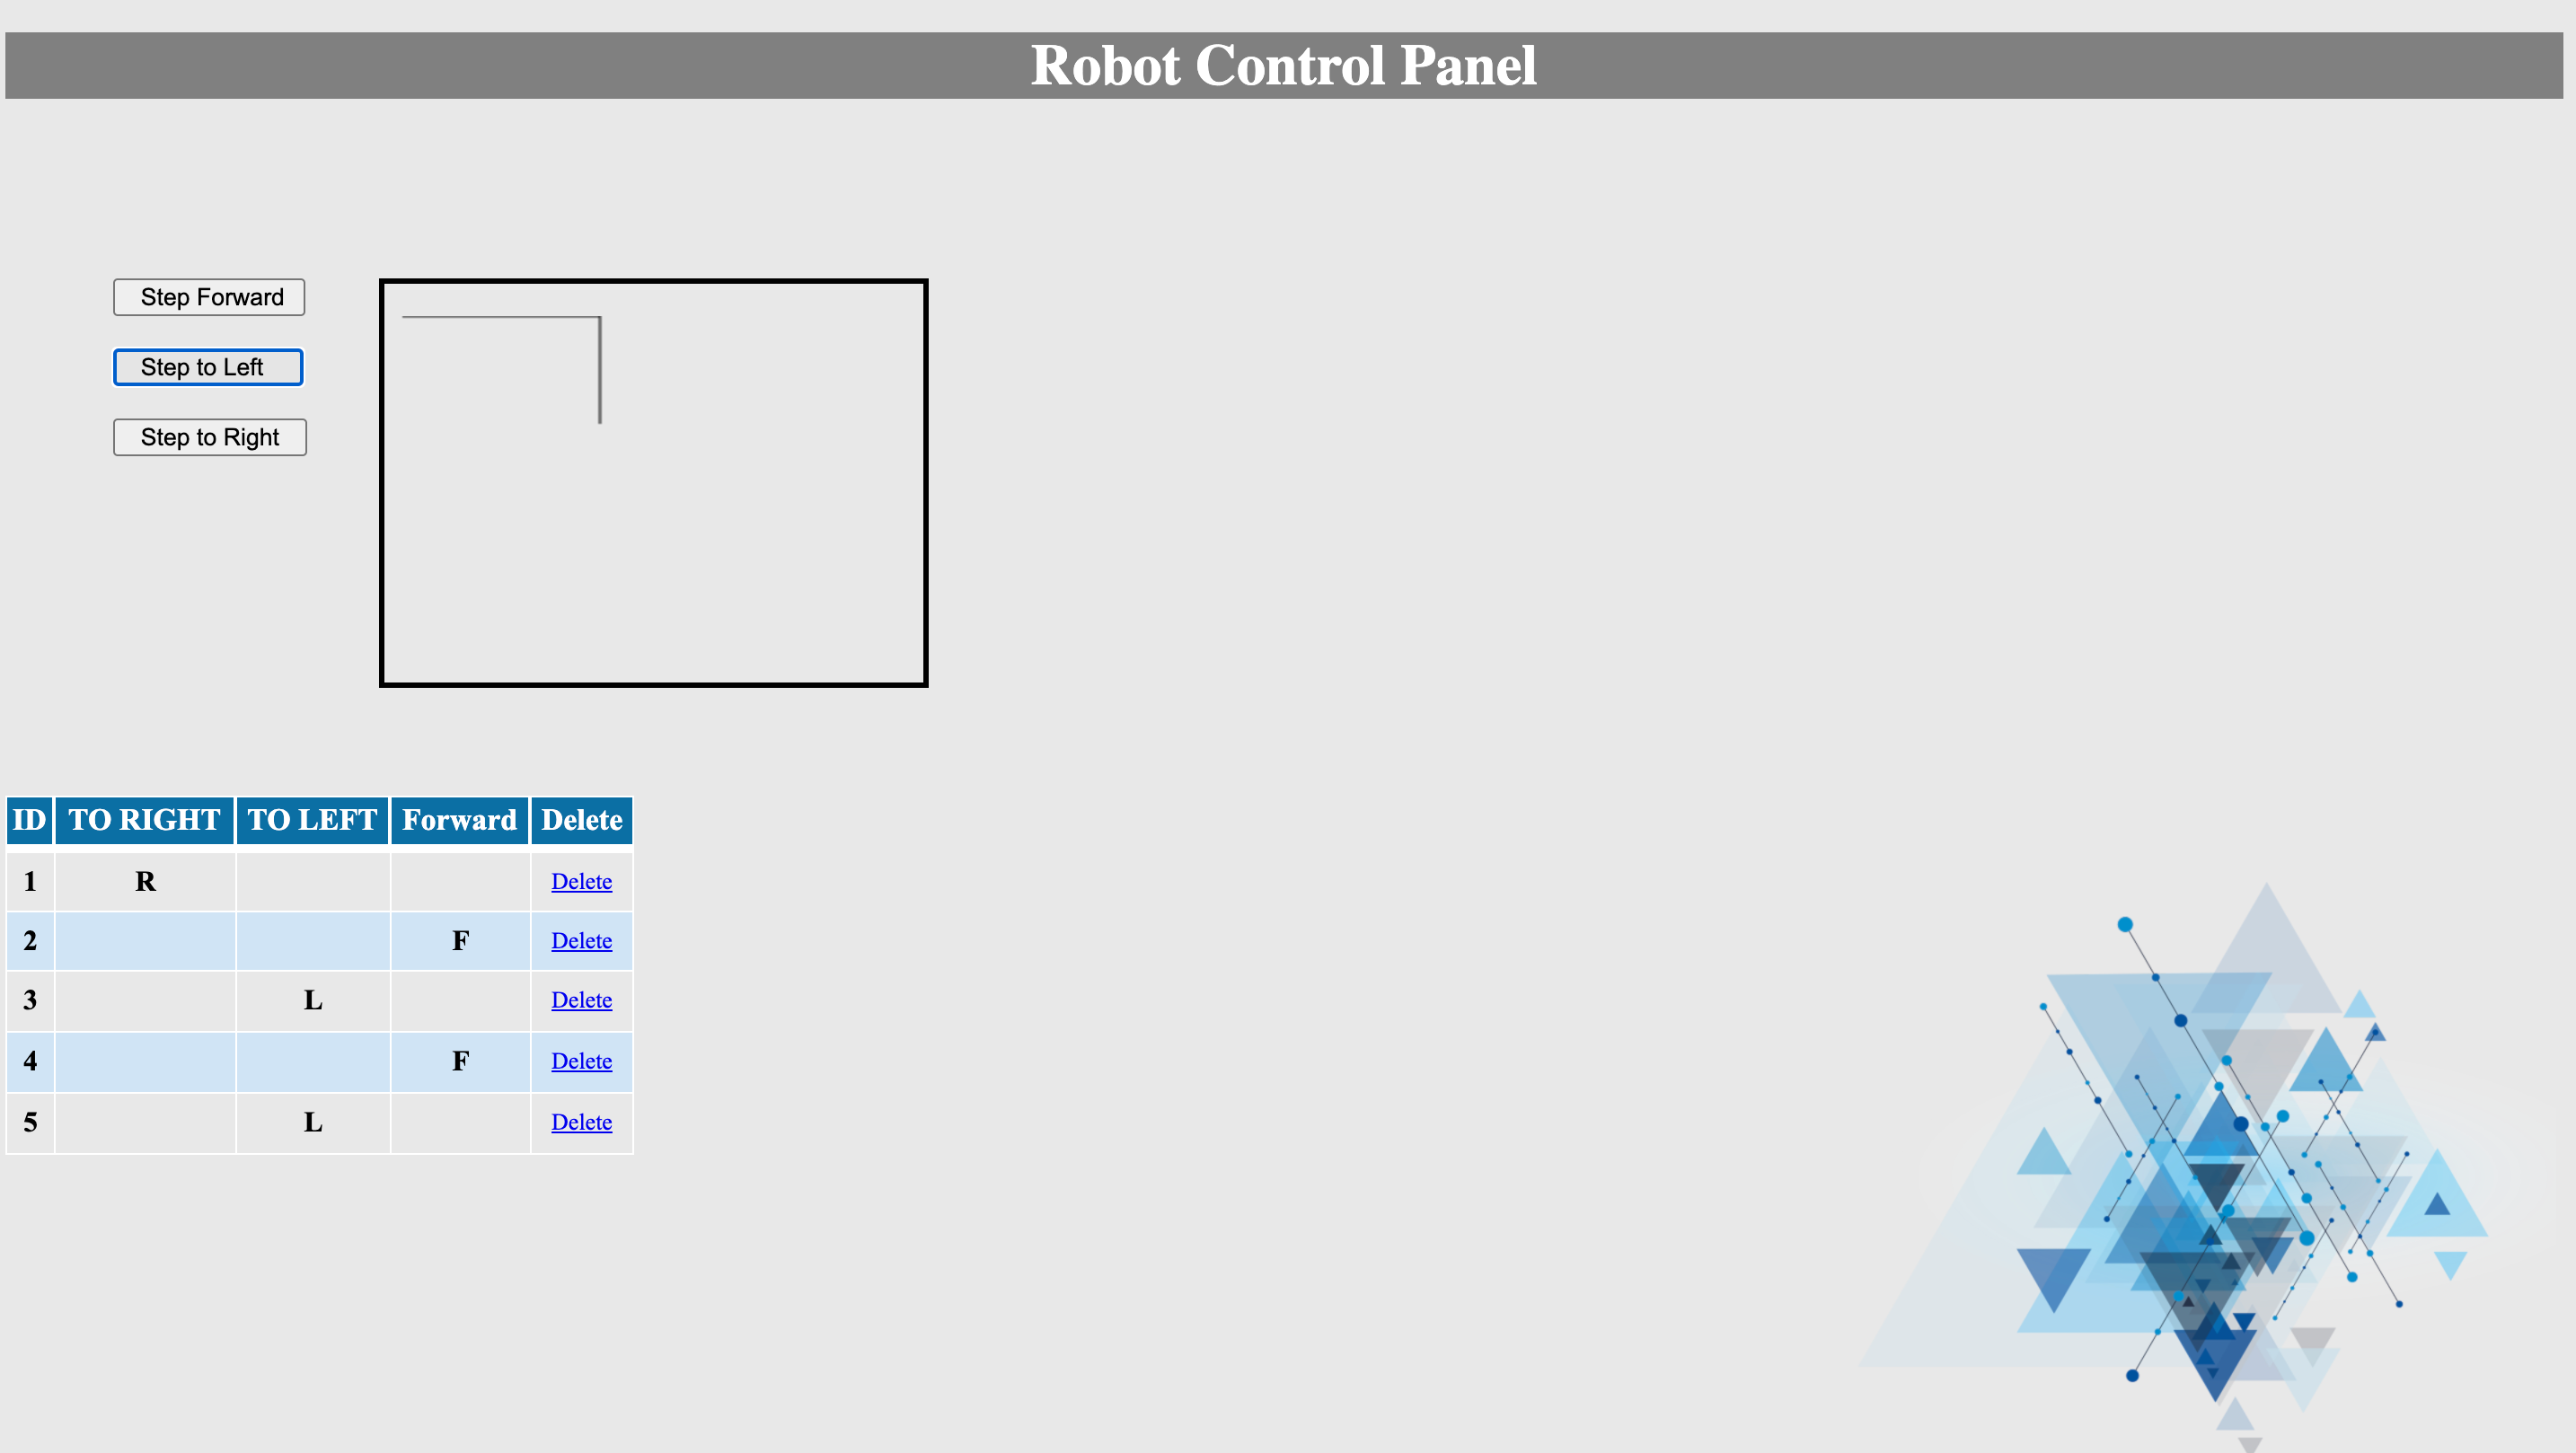 Robot Control Panel
Step Forward
Step to Left
Step to Right
ID TO RIGHT TO LEFT Forward Delete
1 R Delete
2 F Delete
3 L Delete
4 F Delete
5 L Delete